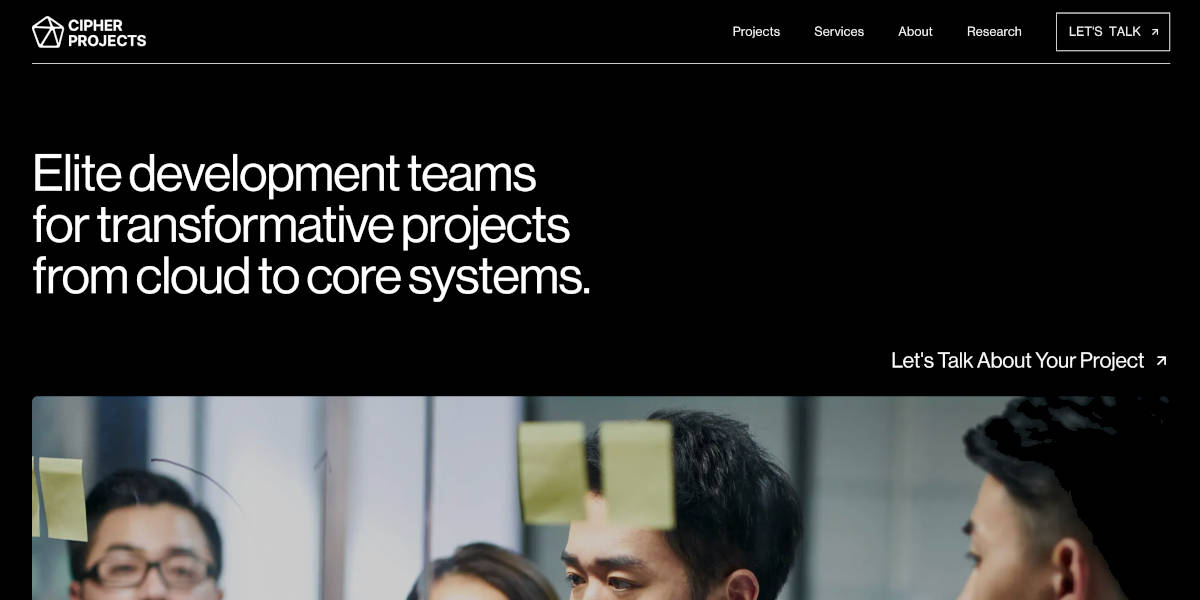 CIPHER
PROJECTS
Projects
Services
About
Research
LET'S TALK
Elite development teams
for transformative projects
from cloud to core systems.
Let's Talk About Your Project